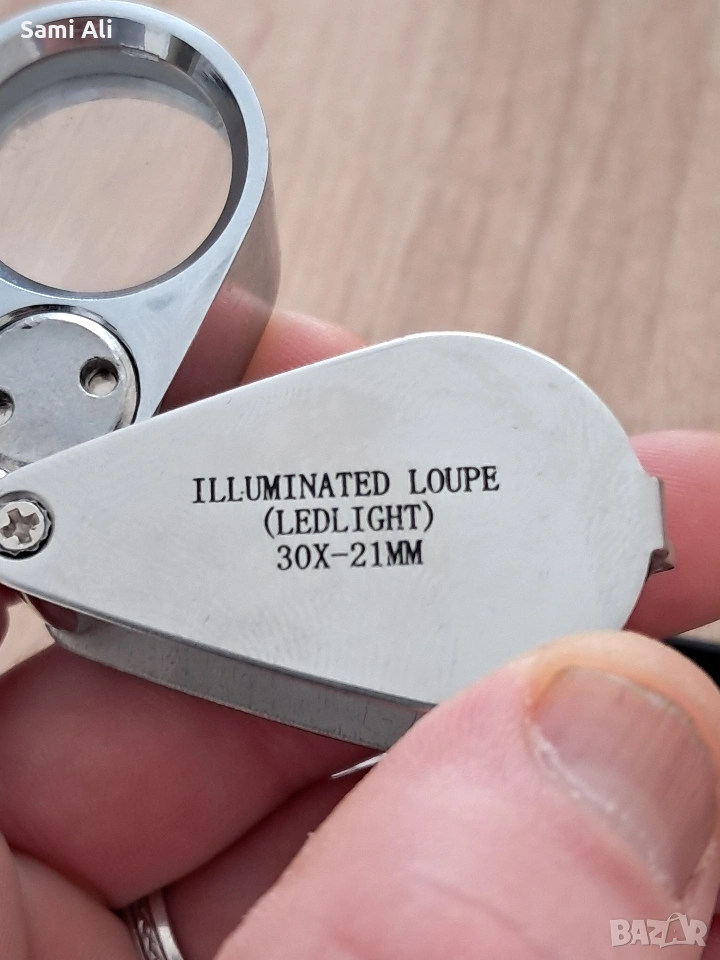 Sami Ali
ILLUMINATED LOUPE
(LEDLIGHT)
30X-21MM
BAZAR